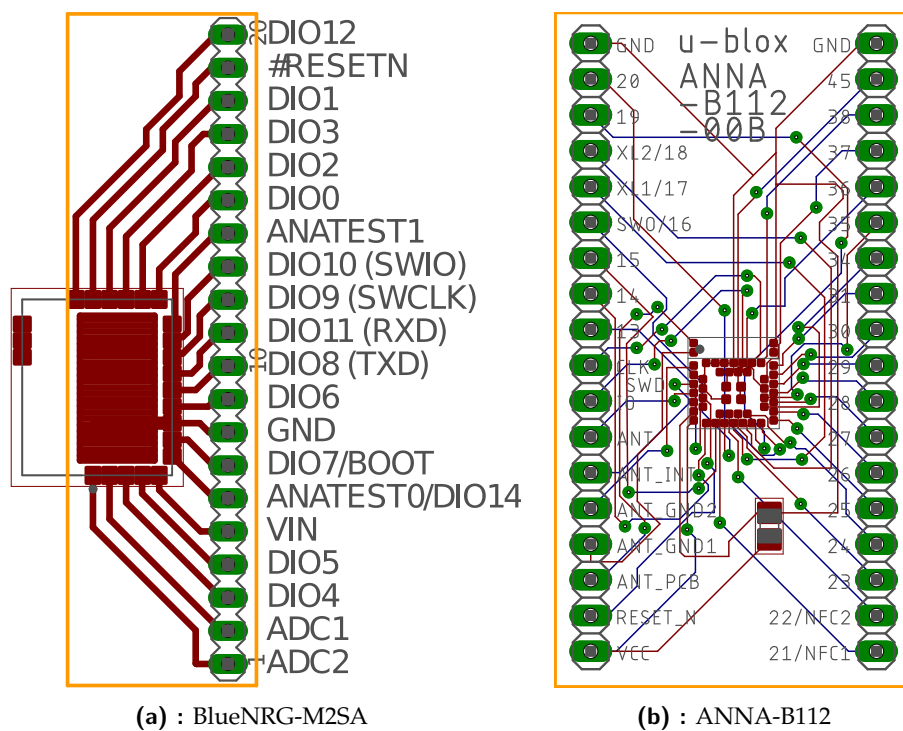 20
DIO12
#RESETN
DIO1
DIO3
DIO2
DIO0
ANATEST1
DIO10 (SWIO)
DIO9 (SWCLK)
DIO11 (RXD)
10
DIO8 (TXD)
DIO6
GND
DIO7/BOOT
ANATEST0/DIO14
VIN
DIO5
DIO4
ADC1
1
ADC2
(a) : BlueNRG-M2SA
u-blox
ANNA
-B112
-00B
GND
20
19
XL2/18
XL1/17
SWO/16
15
14
13
CLK
SWD
IO
ANT
ANT_INT
ANT_GND2
ANT_GND1
ANT_PCB
RESET_N
VCC
GND
45
38
37
36
35
34
31
30
29
28
27
26
25
24
23
22/NFC2
21/NFC1
(b) : ANNA-B112